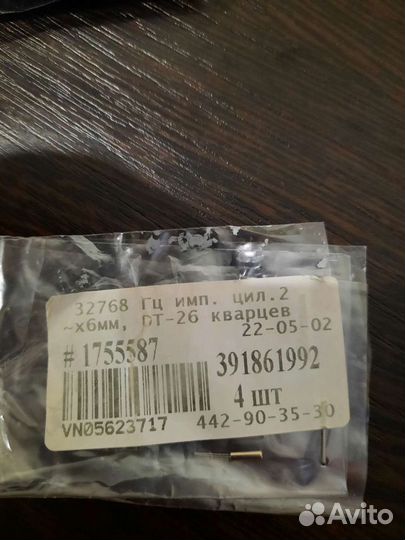 32768 Гц имп. цил.2
~х6мм, DT-26 кварцев
22-05-02
# 1755587
391861992
4 шт
VN05623717
442-90-35-30
Avito